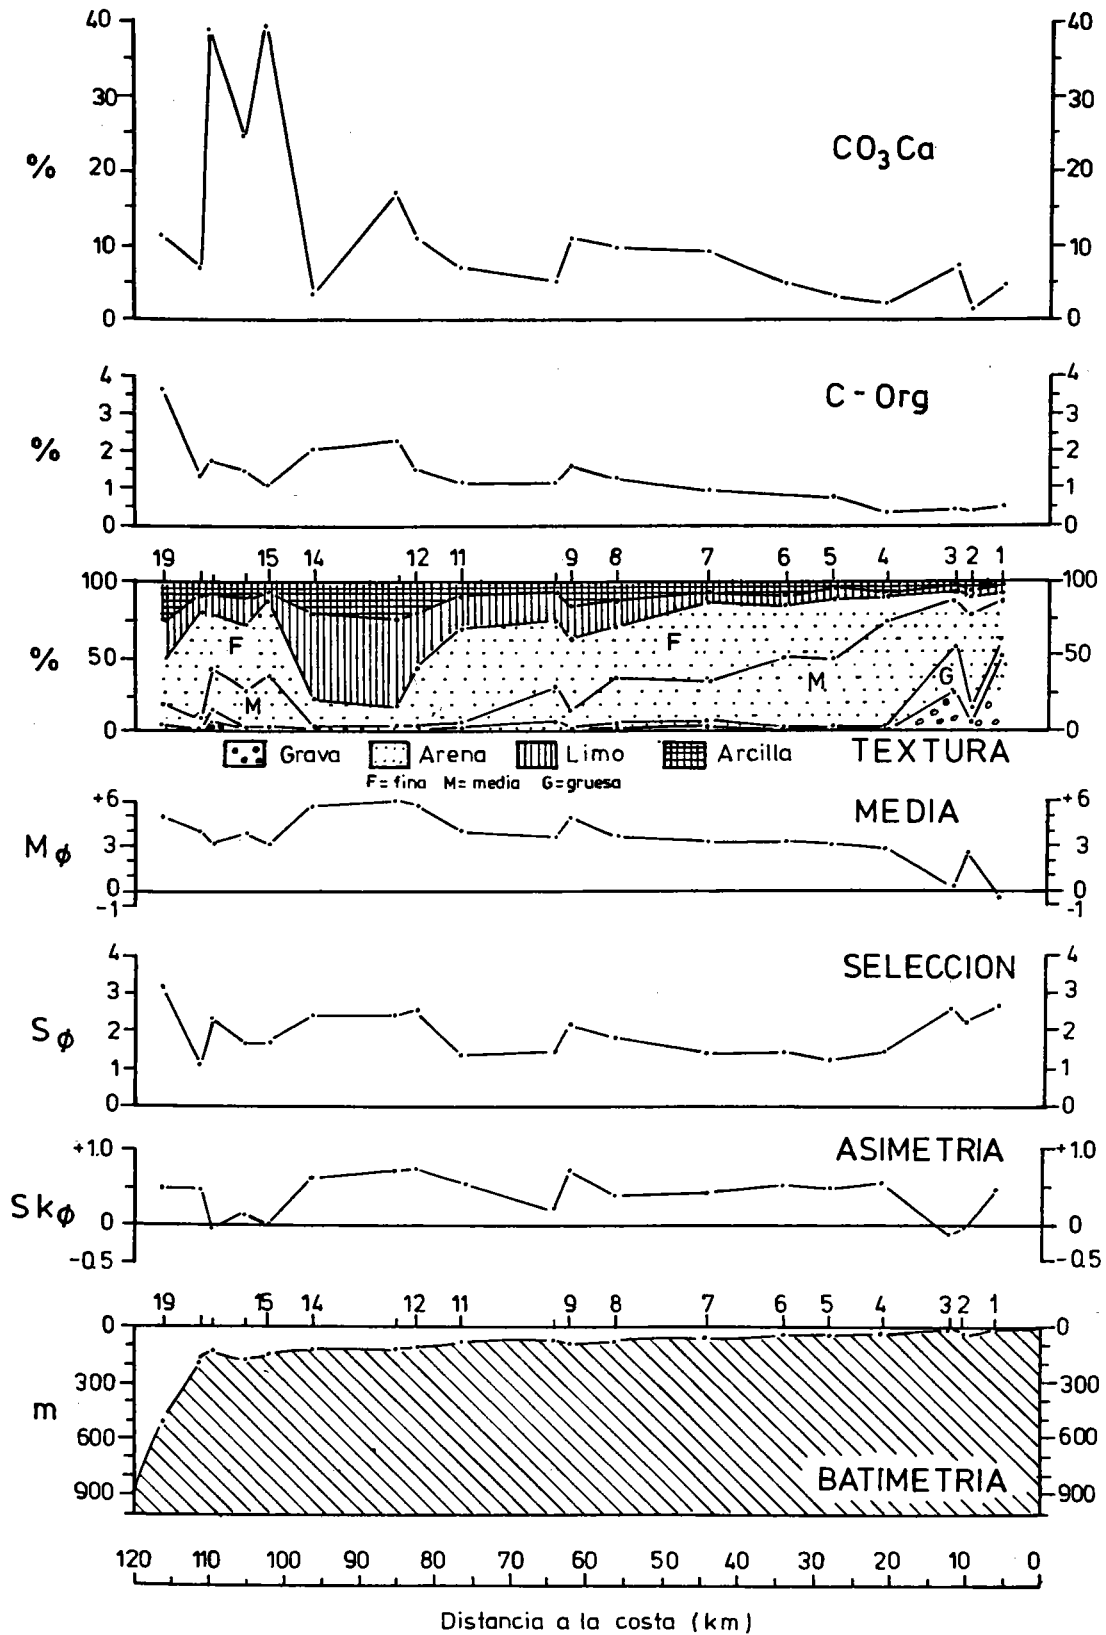 40 40
30 30
% CO₃Ca
20 20
10 10
0 0
4 4
C-Org
3 3
% 2 2
1 1
0 0
19 15 14 12 11 9 8 7 6 5 4 3 2 1
100 100
F F
% 50 50
M M G
0 0
Grava Arena Limo Arcilla TEXTURA
F=fina M=media G=gruesa
+6 +6
MEDIA
Mϕ 3 3
0 0
-1 -1
4 4
SELECCION
3 3
Sϕ 2 2
1 1
0 0
+1.0 +1.0
ASIMETRIA
Skϕ
0 0
-0.5 -0.5
19 15 14 12 11 9 8 7 6 5 4 3 2 1
0 0
300 300
m
600 600
BATIMETRIA
900 900
120 110 100 90 80 70 60 50 40 30 20 10 0
Distancia a la costa (km)